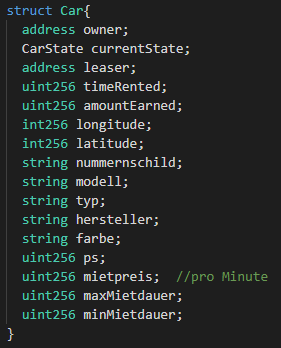 struct Car{
  address owner;
  CarState currentState;
  address leaser;
  uint256 timeRented;
  uint256 amountEarned;
  int256 longitude;
  int256 latitude;
  string nummernschild;
  string modell;
  string typ;
  string hersteller;
  string farbe;
  uint256 ps;
  uint256 mietpreis;  //pro Minute
  uint256 maxMietdauer;
  uint256 minMietdauer;
}